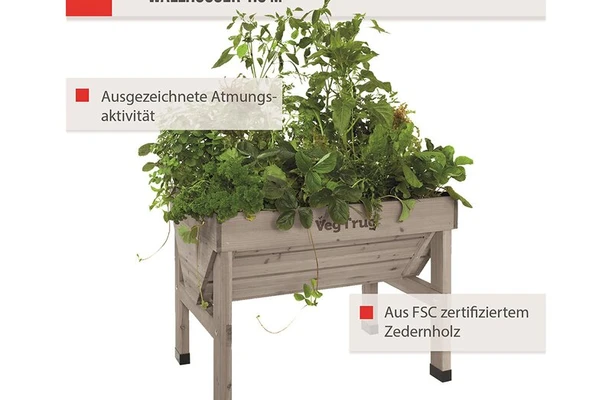 Ausgezeichnete Atmungs-
aktivität
VegTrug
Aus FSC zertifiziertem
Zedernholz